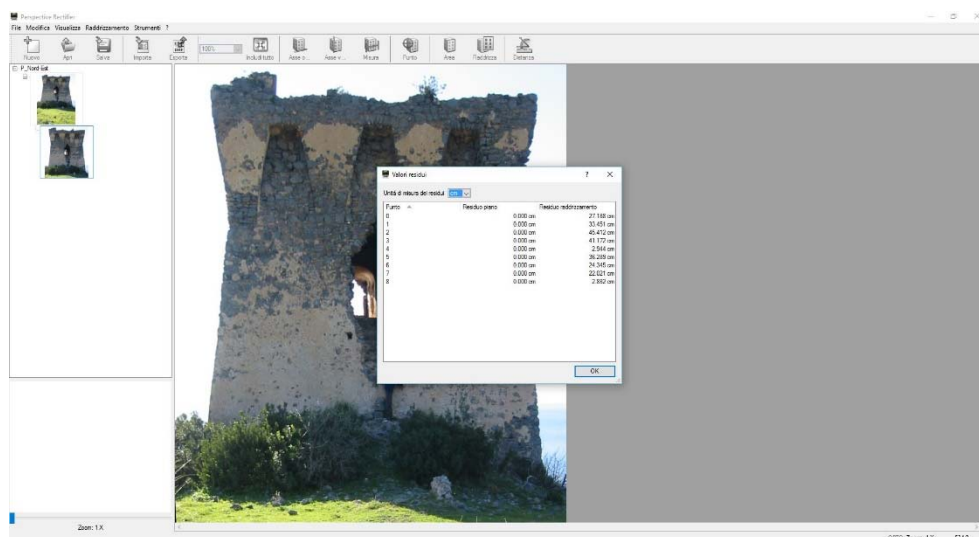 Perspective Rectifier
File Modifica Visualizza Raddrizzamento Strumenti ?
Nuovo Apri Salva Importa Esporta 100% Includi tutto Asse o... Asse v... Misure Punto Area Raddrizza Distanza
P_Nord Est
Valori residui ? ×
Unità di misura dei residui cm
Punto Residuo piano Residuo raddrizzamento
0 0.000 cm 27.188 cm
1 0.000 cm 33.451 cm
2 0.000 cm 45.412 cm
3 0.000 cm 41.172 cm
4 0.000 cm 2.944 cm
5 0.000 cm 36.289 cm
6 0.000 cm 24.345 cm
7 0.000 cm 22.021 cm
8 0.000 cm 2.882 cm
OK
Zoom: 1 X